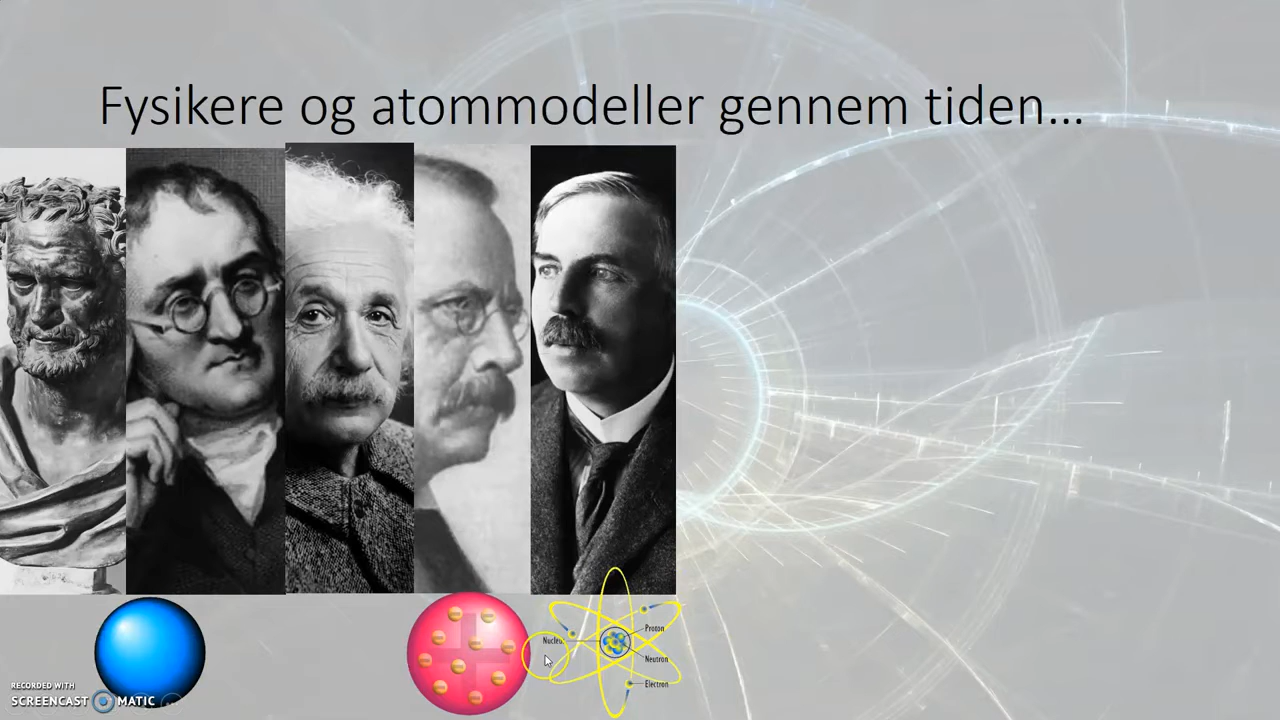 Fysikere og atommodeller gennem tiden...
Proton
Neutron
Electron
RECORDED WITH
SCREENCAST MATIC